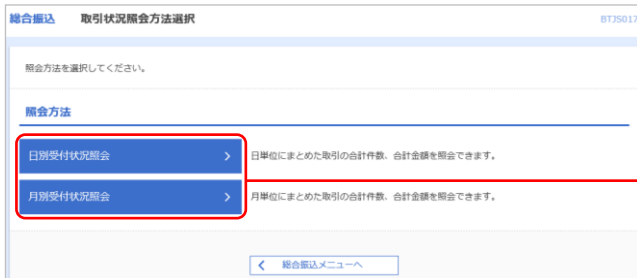 総合振込 取引状況照会方法選択 BTJS017
照会方法を選択してください。
照会方法
日別受付状況照会 日単位にまとめた取引の合計件数、合計金額を照会できます。
月別受付状況照会 月単位にまとめた取引の合計件数、合計金額を照会できます。
総合振込メニューへ